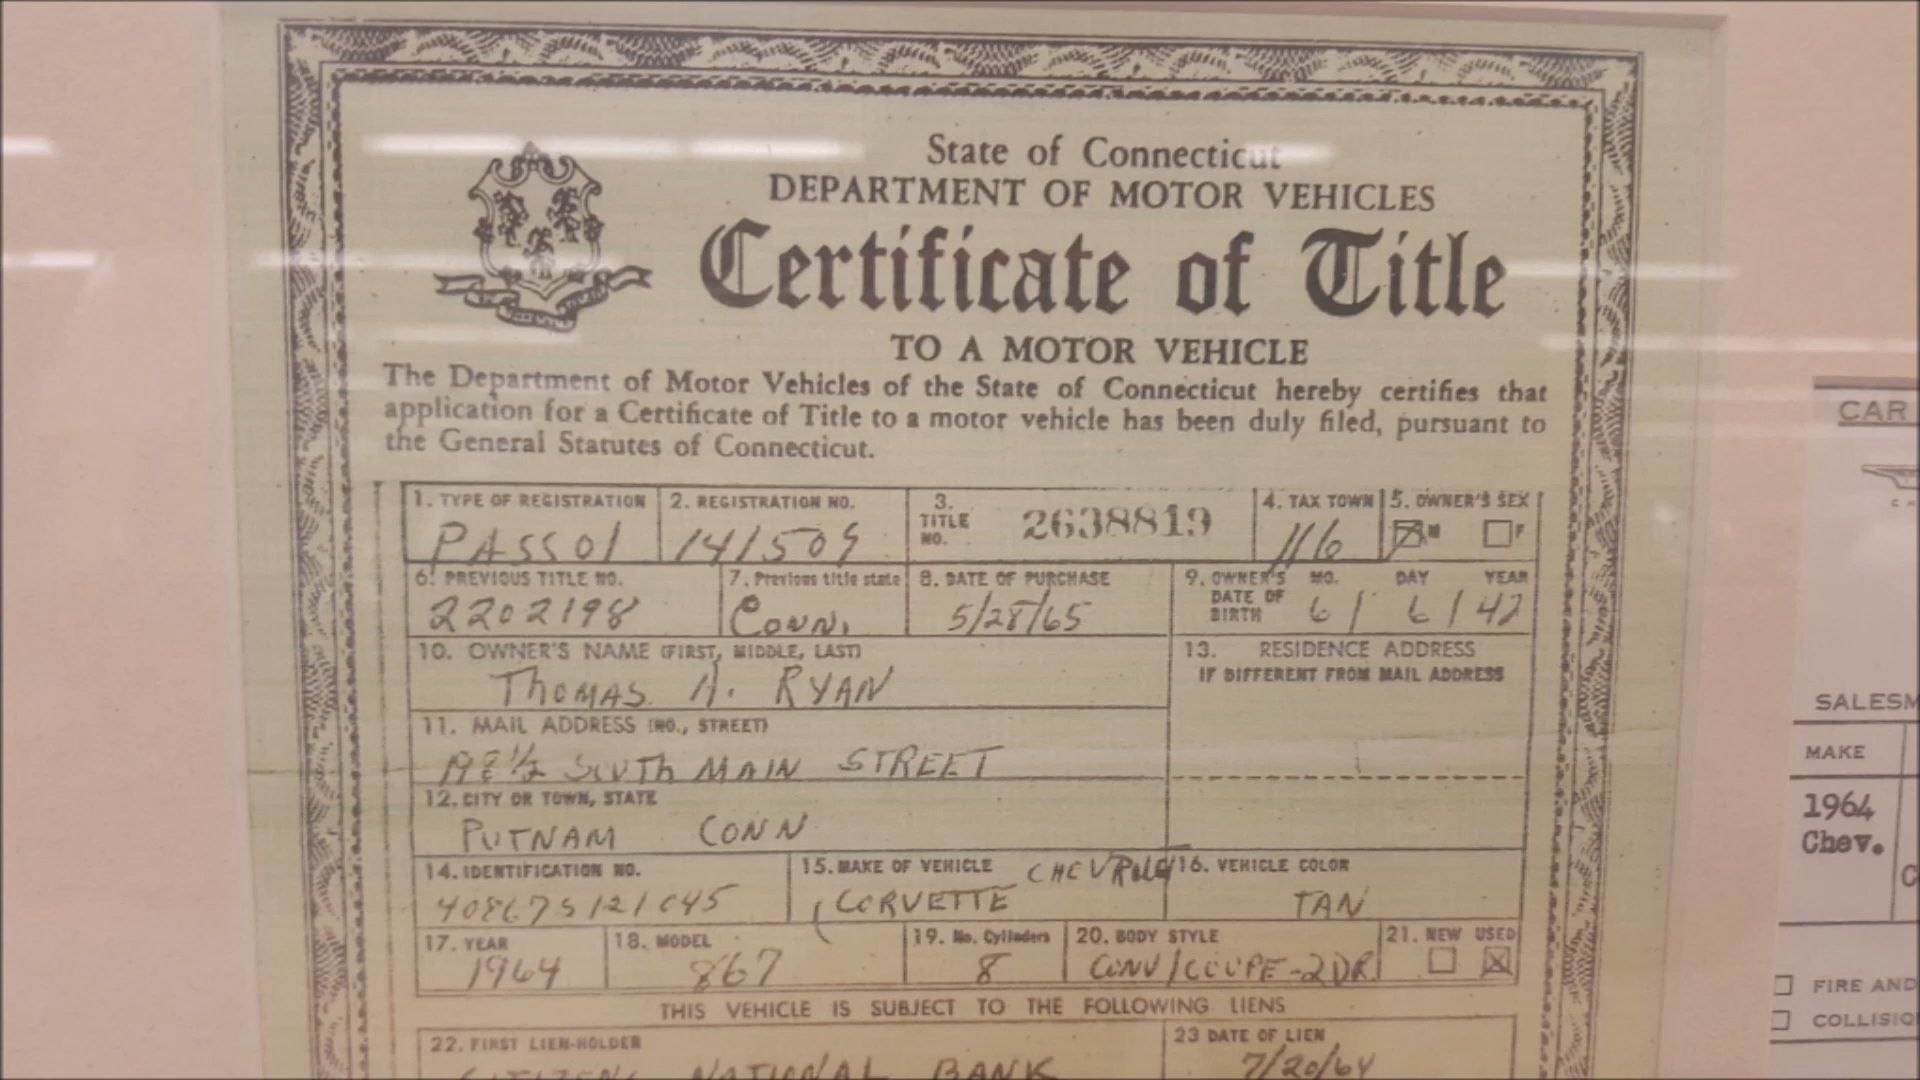 State of Connecticut
DEPARTMENT OF MOTOR VEHICLES
Certificate of Title
TO A MOTOR VEHICLE
The Department of Motor Vehicles of the State of Connecticut hereby certifies that
application for a Certificate of Title to a motor vehicle has been duly filed, pursuant to
the General Statutes of Connecticut.
1. TYPE OF REGISTRATION 2. REGISTRATION NO. 3. TITLE NO. 2638819 4. TAX TOWN 5. OWNER'S SEX
PASS01 141509 116 M F
6. PREVIOUS TITLE NO. 7. Previous title state 8. DATE OF PURCHASE 9. OWNER'S DATE OF BIRTH MO. DAY YEAR
2202198 CONN. 5/28/65 6 / 6 / 42
10. OWNER'S NAME (FIRST, MIDDLE, LAST) 13. RESIDENCE ADDRESS
IF DIFFERENT FROM MAIL ADDRESS
THOMAS A. RYAN
11. MAIL ADDRESS (NO., STREET)
198 1/2 SOUTH MAIN STREET
12. CITY OR TOWN, STATE
PUTNAM CONN
14. IDENTIFICATION NO. 15. MAKE OF VEHICLE CHEVROLET 16. VEHICLE COLOR
40867S121045 CORVETTE TAN
17. YEAR 18. MODEL 19. No. Cylinders 20. BODY STYLE 21. NEW USED
1964 867 8 CONV/COUPE-2DR
THIS VEHICLE IS SUBJECT TO THE FOLLOWING LIENS
22. FIRST LIEN-HOLDER 23 DATE OF LIEN
CITIZENS NATIONAL BANK 7/20/64
CAR
SALESM
MAKE
1964
Chev.
FIRE AND
COLLISIO